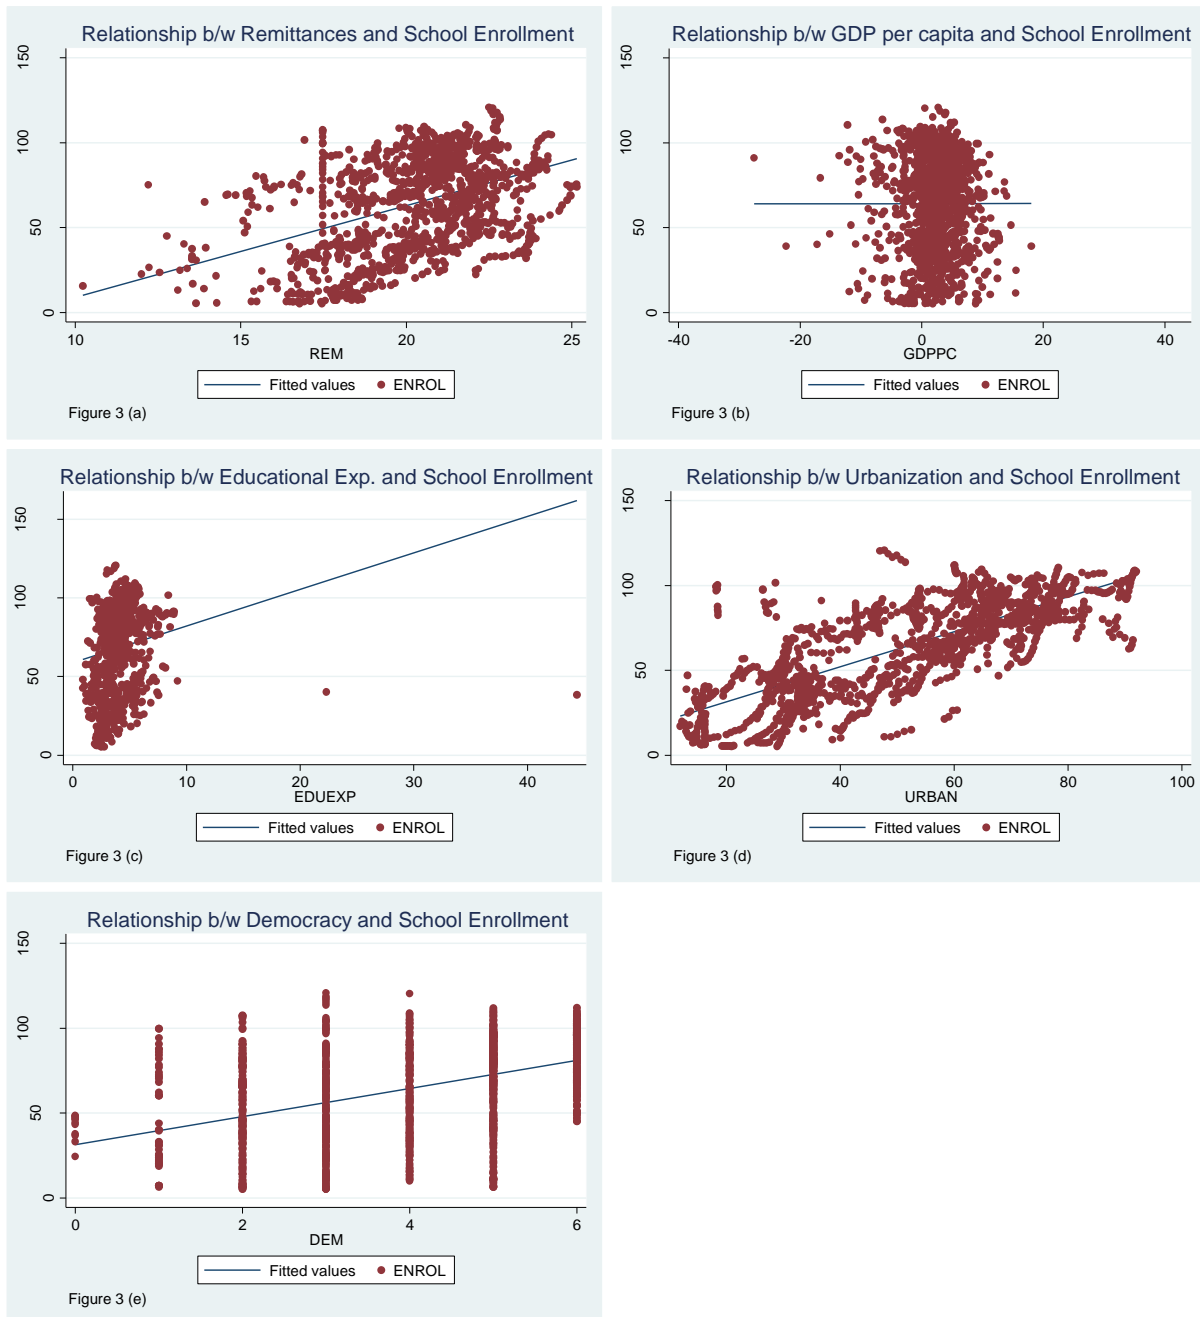 Relationship b/w Remittances and School Enrollment
150
100
50
0
10 15 20 25
REM
Fitted values ENROL
Figure 3 (a)
Relationship b/w GDP per capita and School Enrollment
150
100
50
0
-40 -20 0 20 40
GDPPC
Fitted values ENROL
Figure 3 (b)
Relationship b/w Educational Exp. and School Enrollment
150
100
50
0
0 10 20 30 40
EDUEXP
Fitted values ENROL
Figure 3 (c)
Relationship b/w Urbanization and School Enrollment
150
100
50
0
20 40 60 80 100
URBAN
Fitted values ENROL
Figure 3 (d)
Relationship b/w Democracy and School Enrollment
150
100
50
0
0 2 4 6
DEM
Fitted values ENROL
Figure 3 (e)